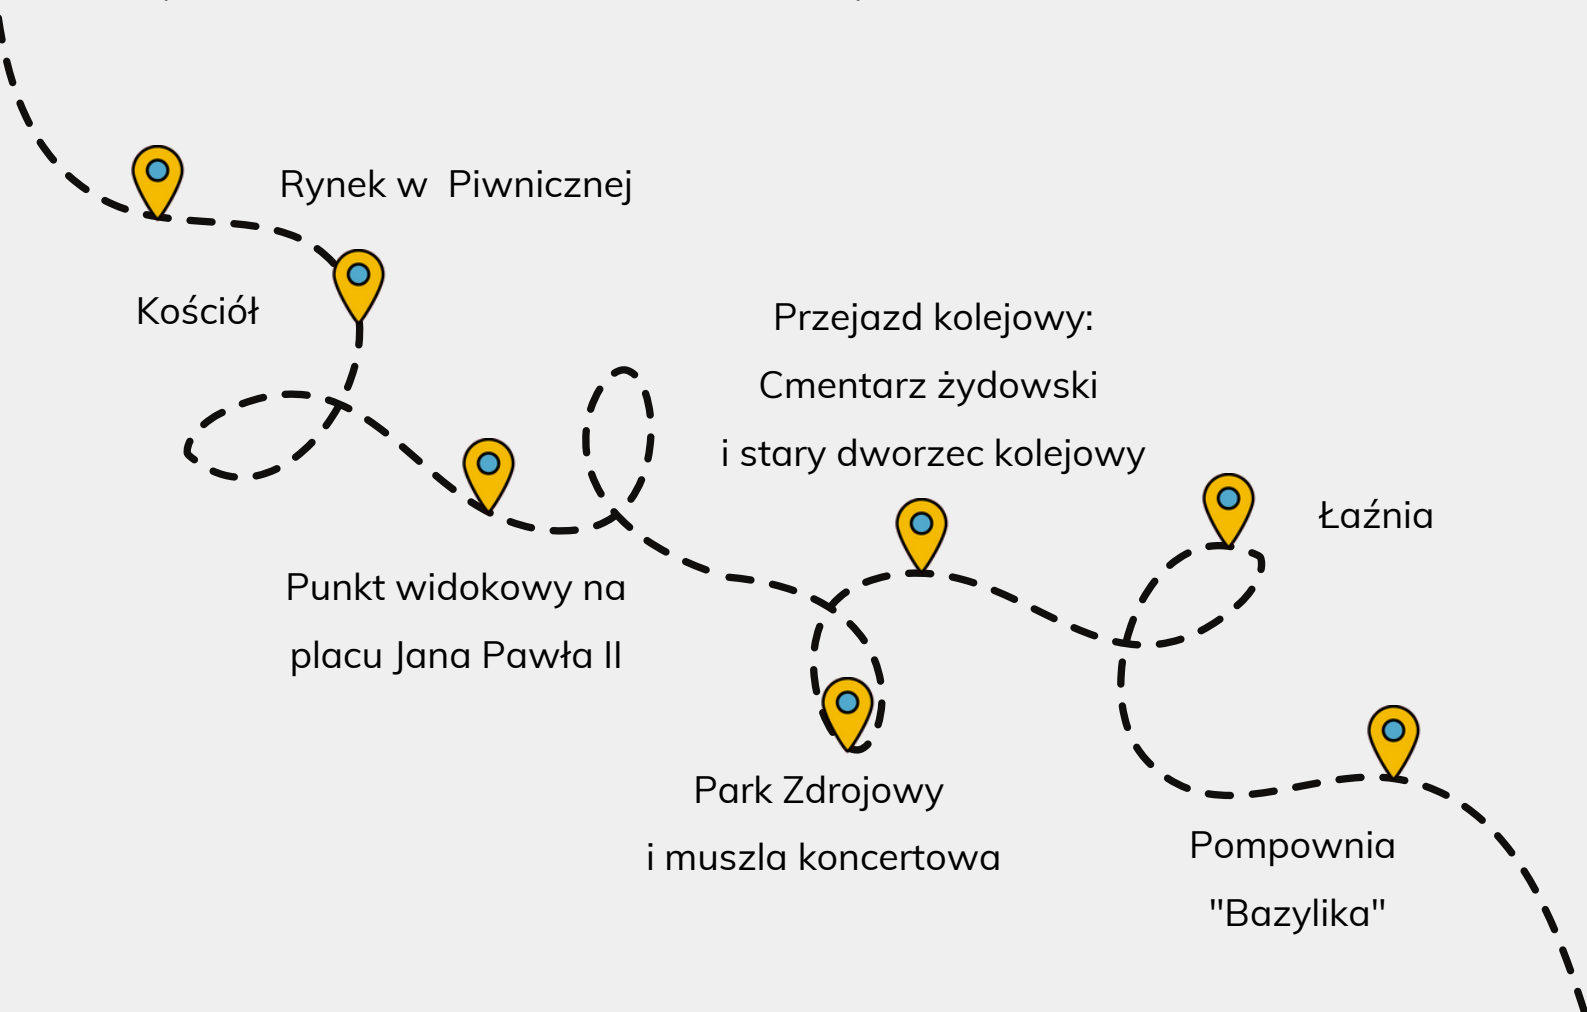 Rynek w  Piwnicznej
Kościół
Punkt widokowy na
placu Jana Pawła II
Park Zdrojowy
i muszla koncertowa
Przejazd kolejowy:
Cmentarz żydowski
i stary dworzec kolejowy
Łaźnia
Pompownia
"Bazylika"